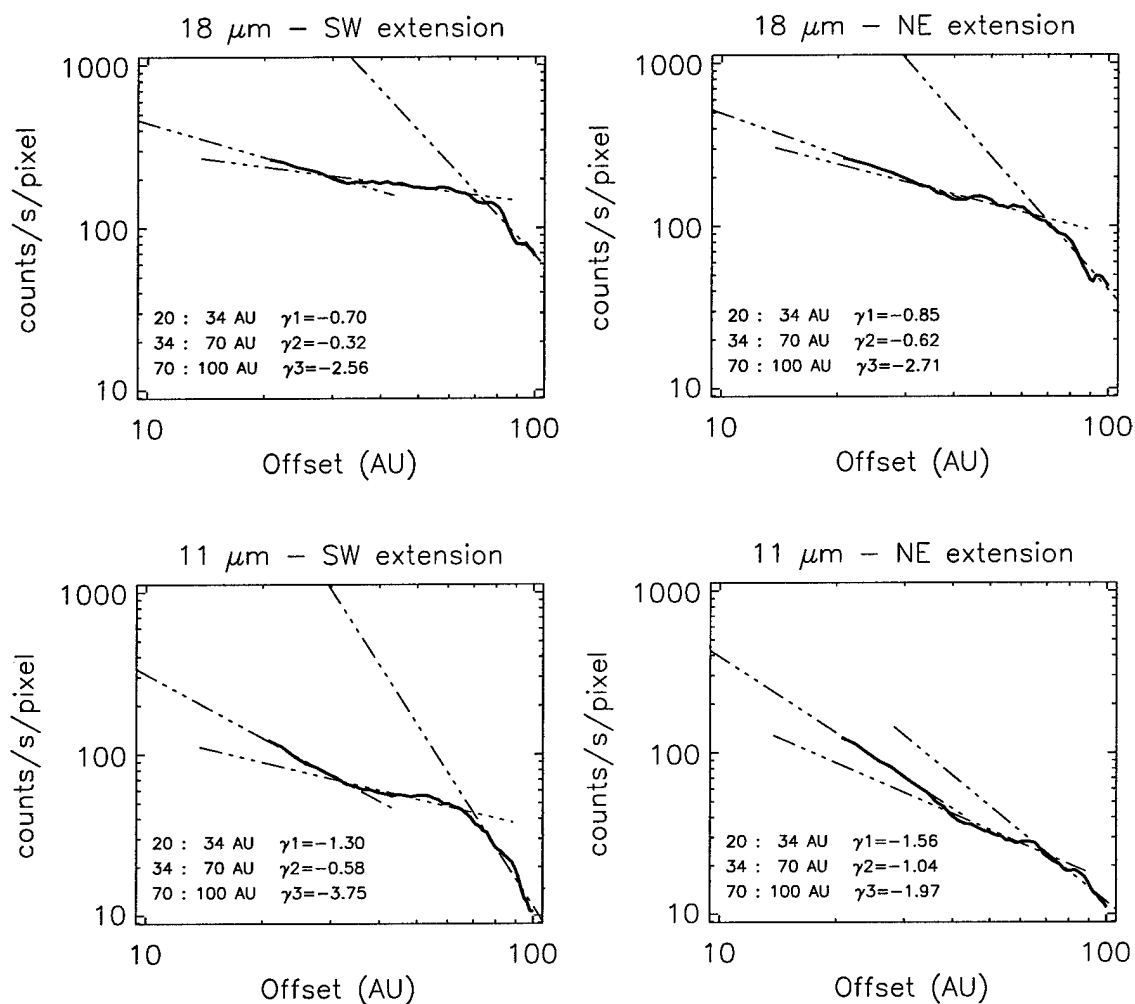 18 μm – SW extension
1000
100
10
counts/s/pixel
20 : 34 AU γ1=−0.70
34 : 70 AU γ2=−0.32
70 : 100 AU γ3=−2.56
10 100
Offset (AU)
18 μm – NE extension
1000
100
10
counts/s/pixel
20 : 34 AU γ1=−0.85
34 : 70 AU γ2=−0.62
70 : 100 AU γ3=−2.71
10 100
Offset (AU)
11 μm – SW extension
1000
100
10
counts/s/pixel
20 : 34 AU γ1=−1.30
34 : 70 AU γ2=−0.58
70 : 100 AU γ3=−3.75
10 100
Offset (AU)
11 μm – NE extension
1000
100
10
counts/s/pixel
20 : 34 AU γ1=−1.56
34 : 70 AU γ2=−1.04
70 : 100 AU γ3=−1.97
10 100
Offset (AU)